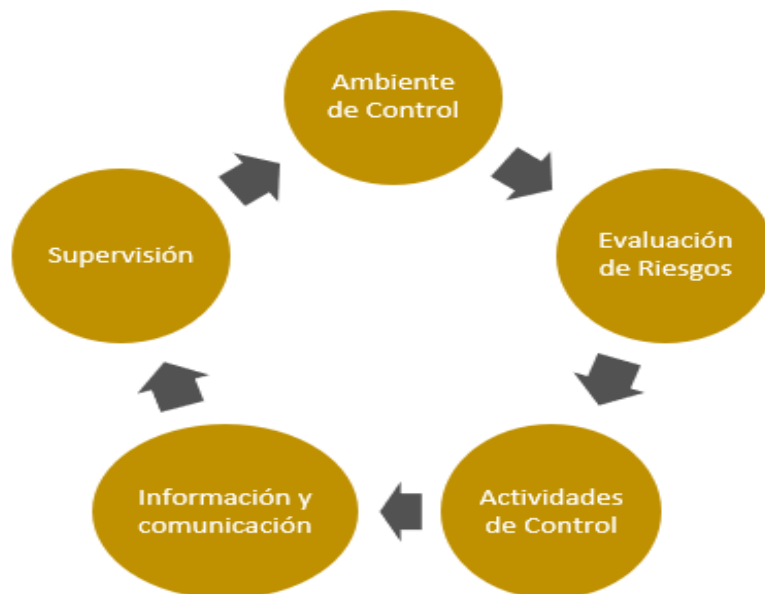 Ambiente
de Control
Evaluación
de Riesgos
Actividades
de Control
Información y
comunicación
Supervisión